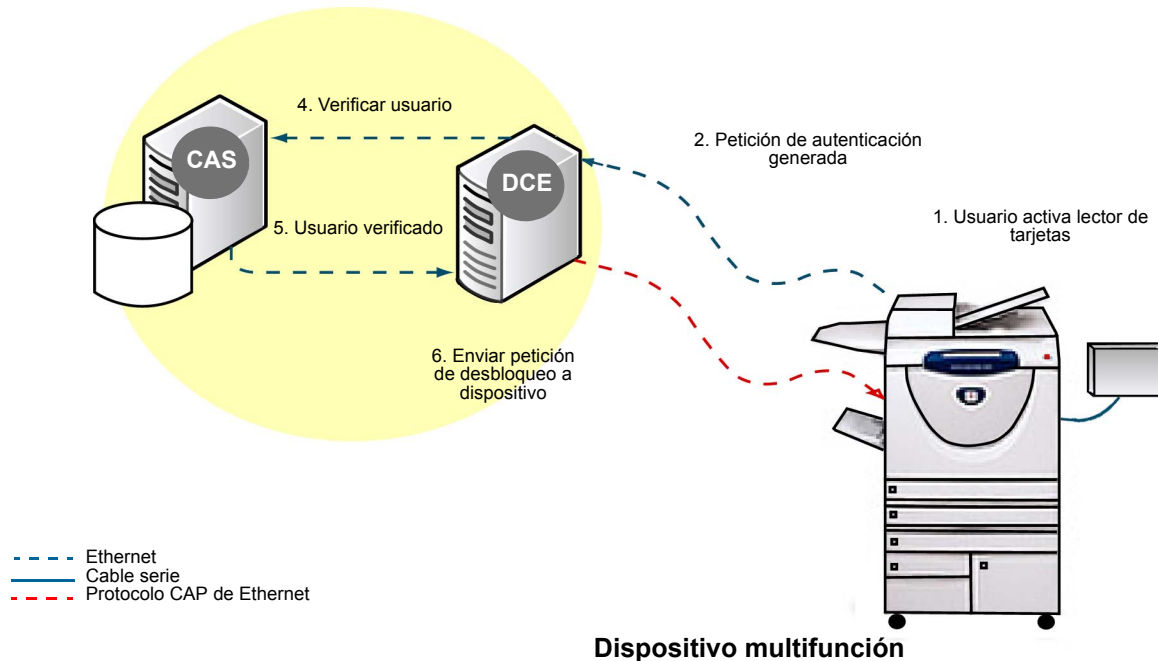 4. Verificar usuario
CAS
2. Petición de autenticación
generada
DCE
5. Usuario verificado
1. Usuario activa lector de
tarjetas
6. Enviar petición
de desbloqueo a
dispositivo
Ethernet
Cable serie
Protocolo CAP de Ethernet
Dispositivo multifunción